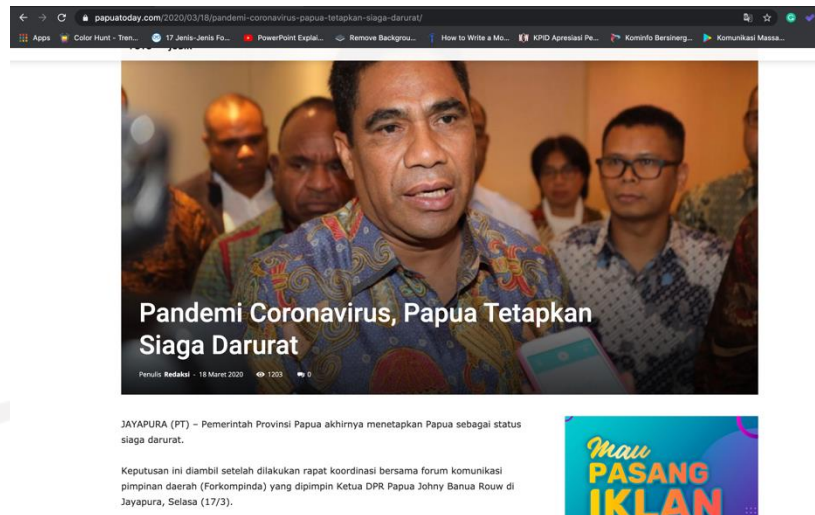 papuatoday.com/2020/03/18/pandemi-coronavirus-papua-tetapkan-siaga-darurat/
Apps Color Hunt - Tren... 17 Jenis-Jenis Fo... PowerPoint Explai... Remove Backgrou... How to Write a Mo... KPID Apresiasi Pe... Kominfo Bersinerg... Komunikasi Massa...
Pandemi Coronavirus, Papua Tetapkan
Siaga Darurat
Penulis Redaksi - 18 Maret 2020 1203 0
JAYAPURA (PT) – Pemerintah Provinsi Papua akhirnya menetapkan Papua sebagai status
siaga darurat.
Keputusan ini diambil setelah dilakukan rapat koordinasi bersama forum komunikasi
pimpinan daerah (Forkompinda) yang dipimpin Ketua DPR Papua Johny Banua Rouw di
Jayapura, Selasa (17/3).
Mau
PASANG
IKLAN